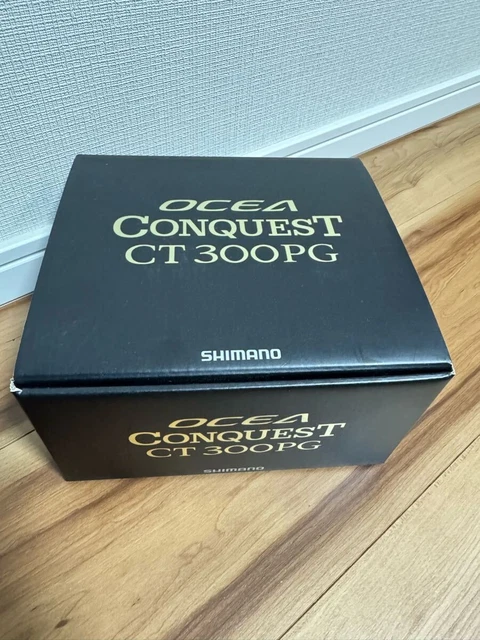 OCEA
CONQUEST
CT 300PG
SHIMANO
OCEA
CONQUEST
CT 300PG
SHIMANO